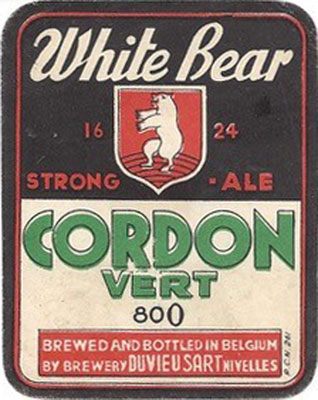 White Bear
16 24
STRONG - ALE
CORDON
VERT
800
BREWED AND BOTTLED IN BELGIUM
BY BREWERY DUVIEUSART NIVELLES